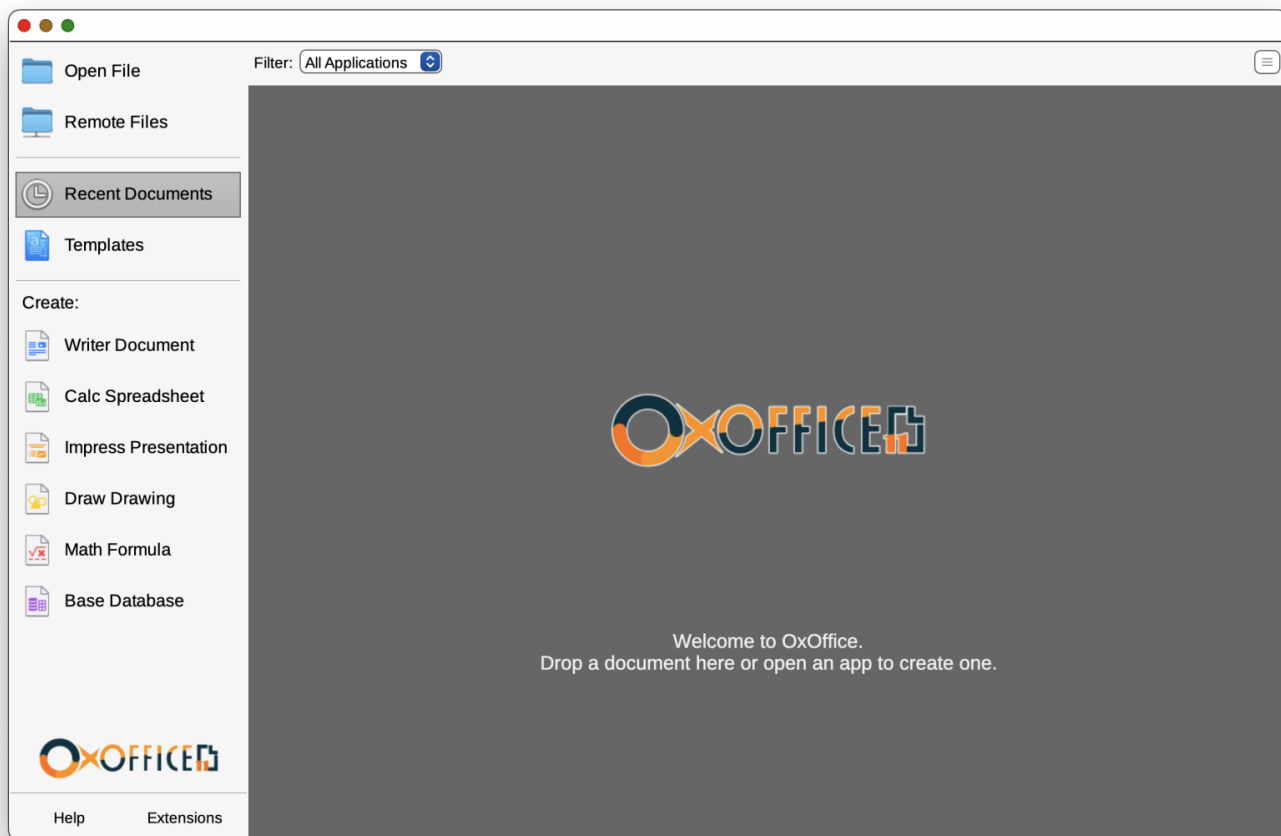 Open File
Remote Files
Recent Documents
Templates
Create:
Writer Document
Calc Spreadsheet
Impress Presentation
Draw Drawing
Math Formula
Base Database
OXOFFICE
Help
Extensions
Filter: All Applications
OXOFFICE
Welcome to OxOffice.
Drop a document here or open an app to create one.